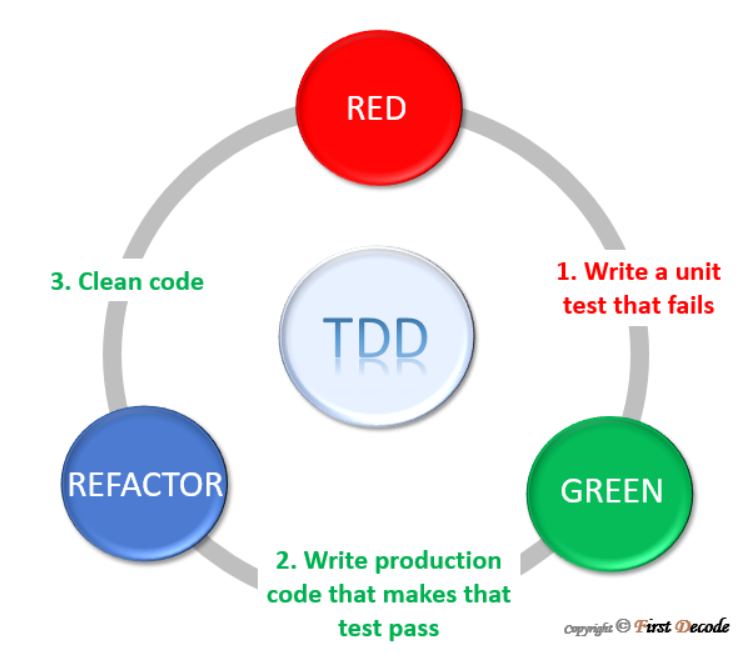 RED
3. Clean code
1. Write a unit
test that fails
TDD
REFACTOR
GREEN
2. Write production
code that makes that
test pass
Copyright © First Decode